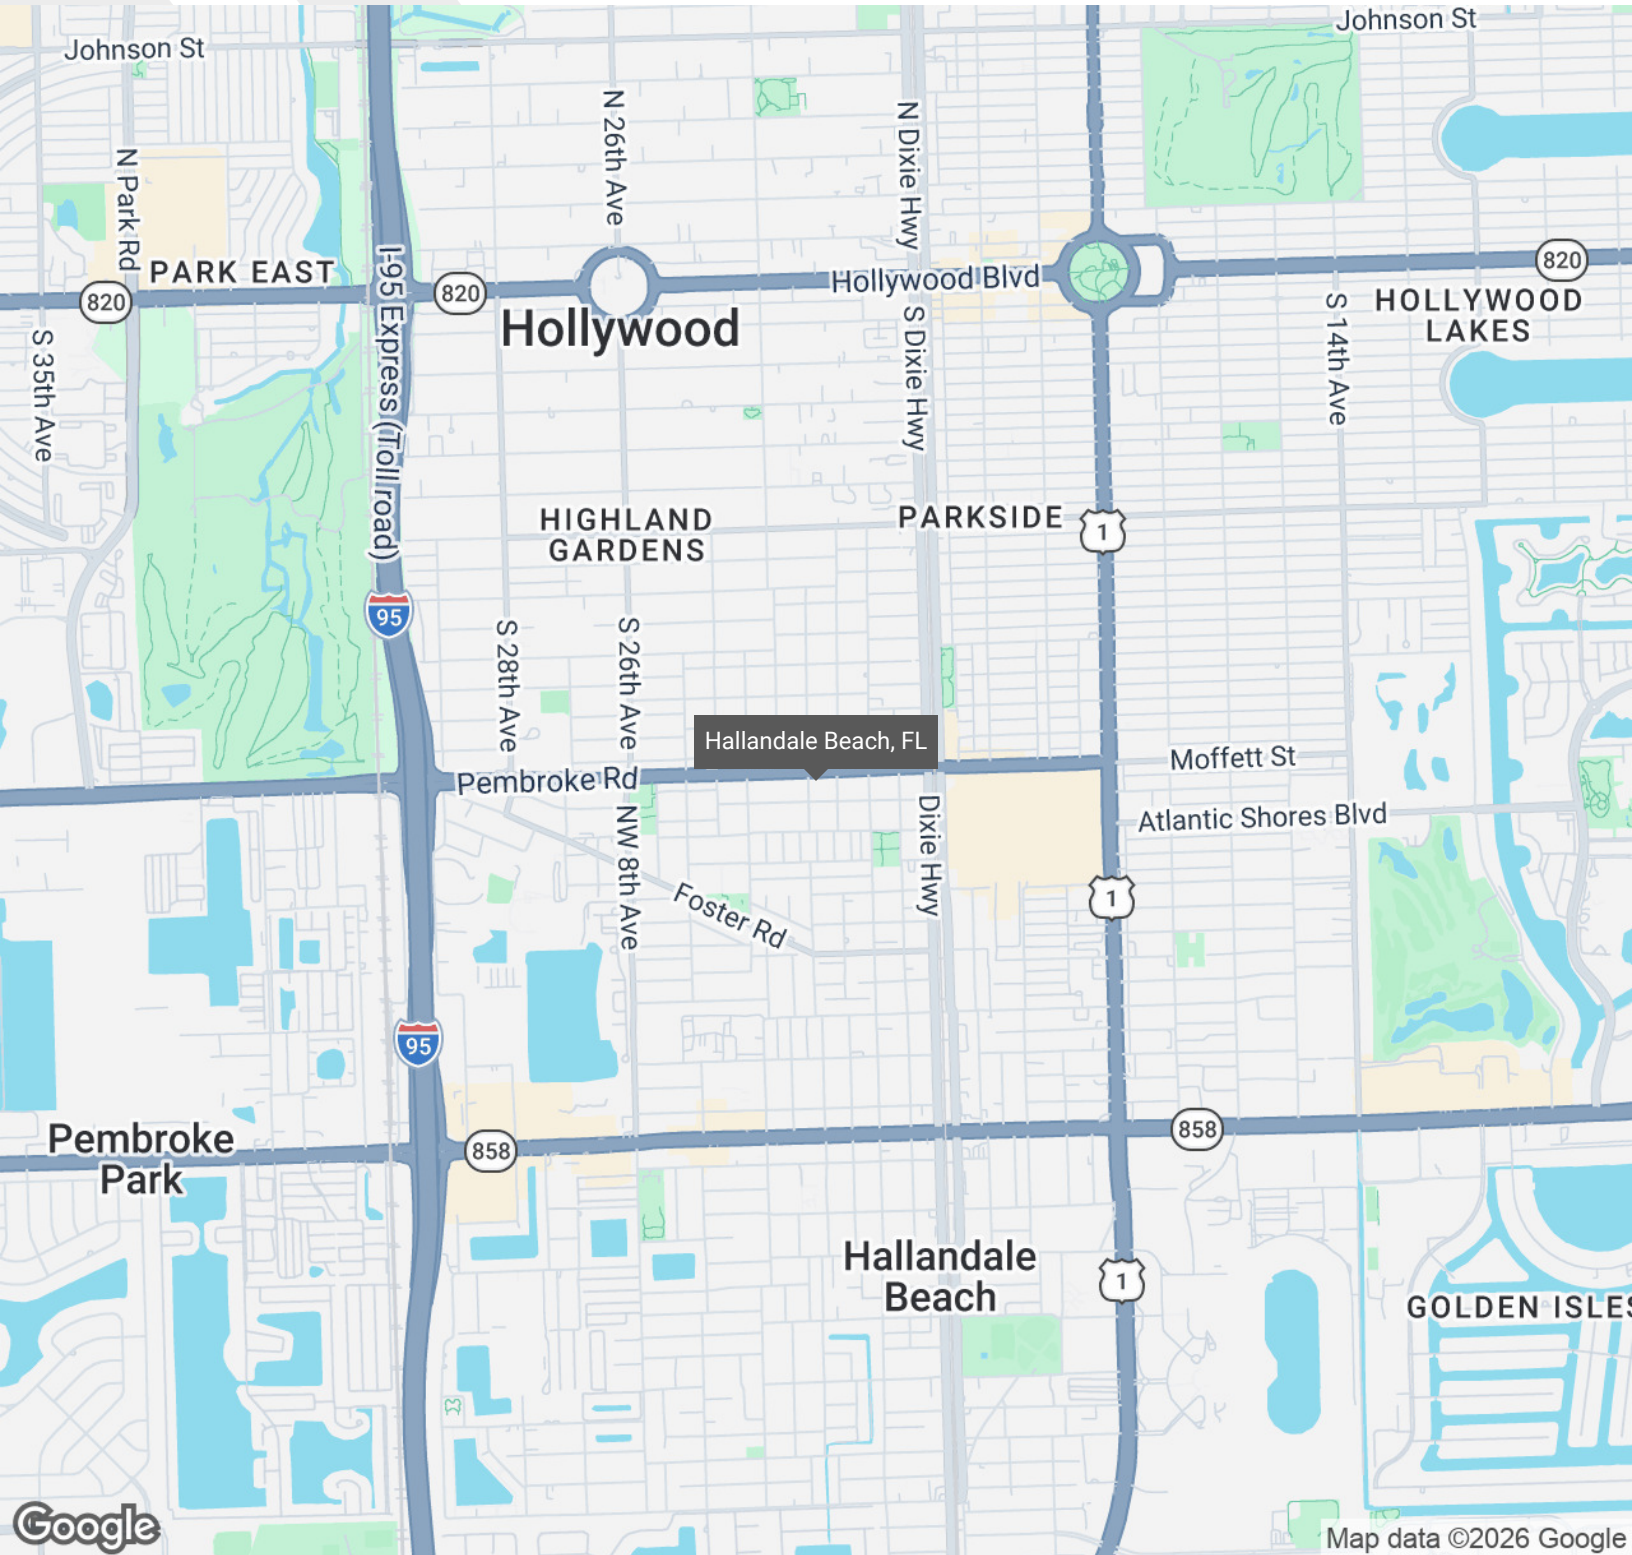 Johnson St
Johnson St
N 26th Ave
N Dixie Hwy
N Park Rd
PARK EAST
820
820
Hollywood Blvd
820
I-95 Express (Toll road)
Hollywood
S Dixie Hwy
S 14th Ave
HOLLYWOOD
LAKES
S 35th Ave
HIGHLAND
GARDENS
PARKSIDE
1
95
S 28th Ave
S 26th Ave
Hallandale Beach, FL
Moffett St
Pembroke Rd
Atlantic Shores Blvd
NW 8th Ave
Dixie Hwy
Foster Rd
1
95
Pembroke
Park
858
858
Hallandale
Beach
1
GOLDEN ISLES
Google
Map data ©2026 Google